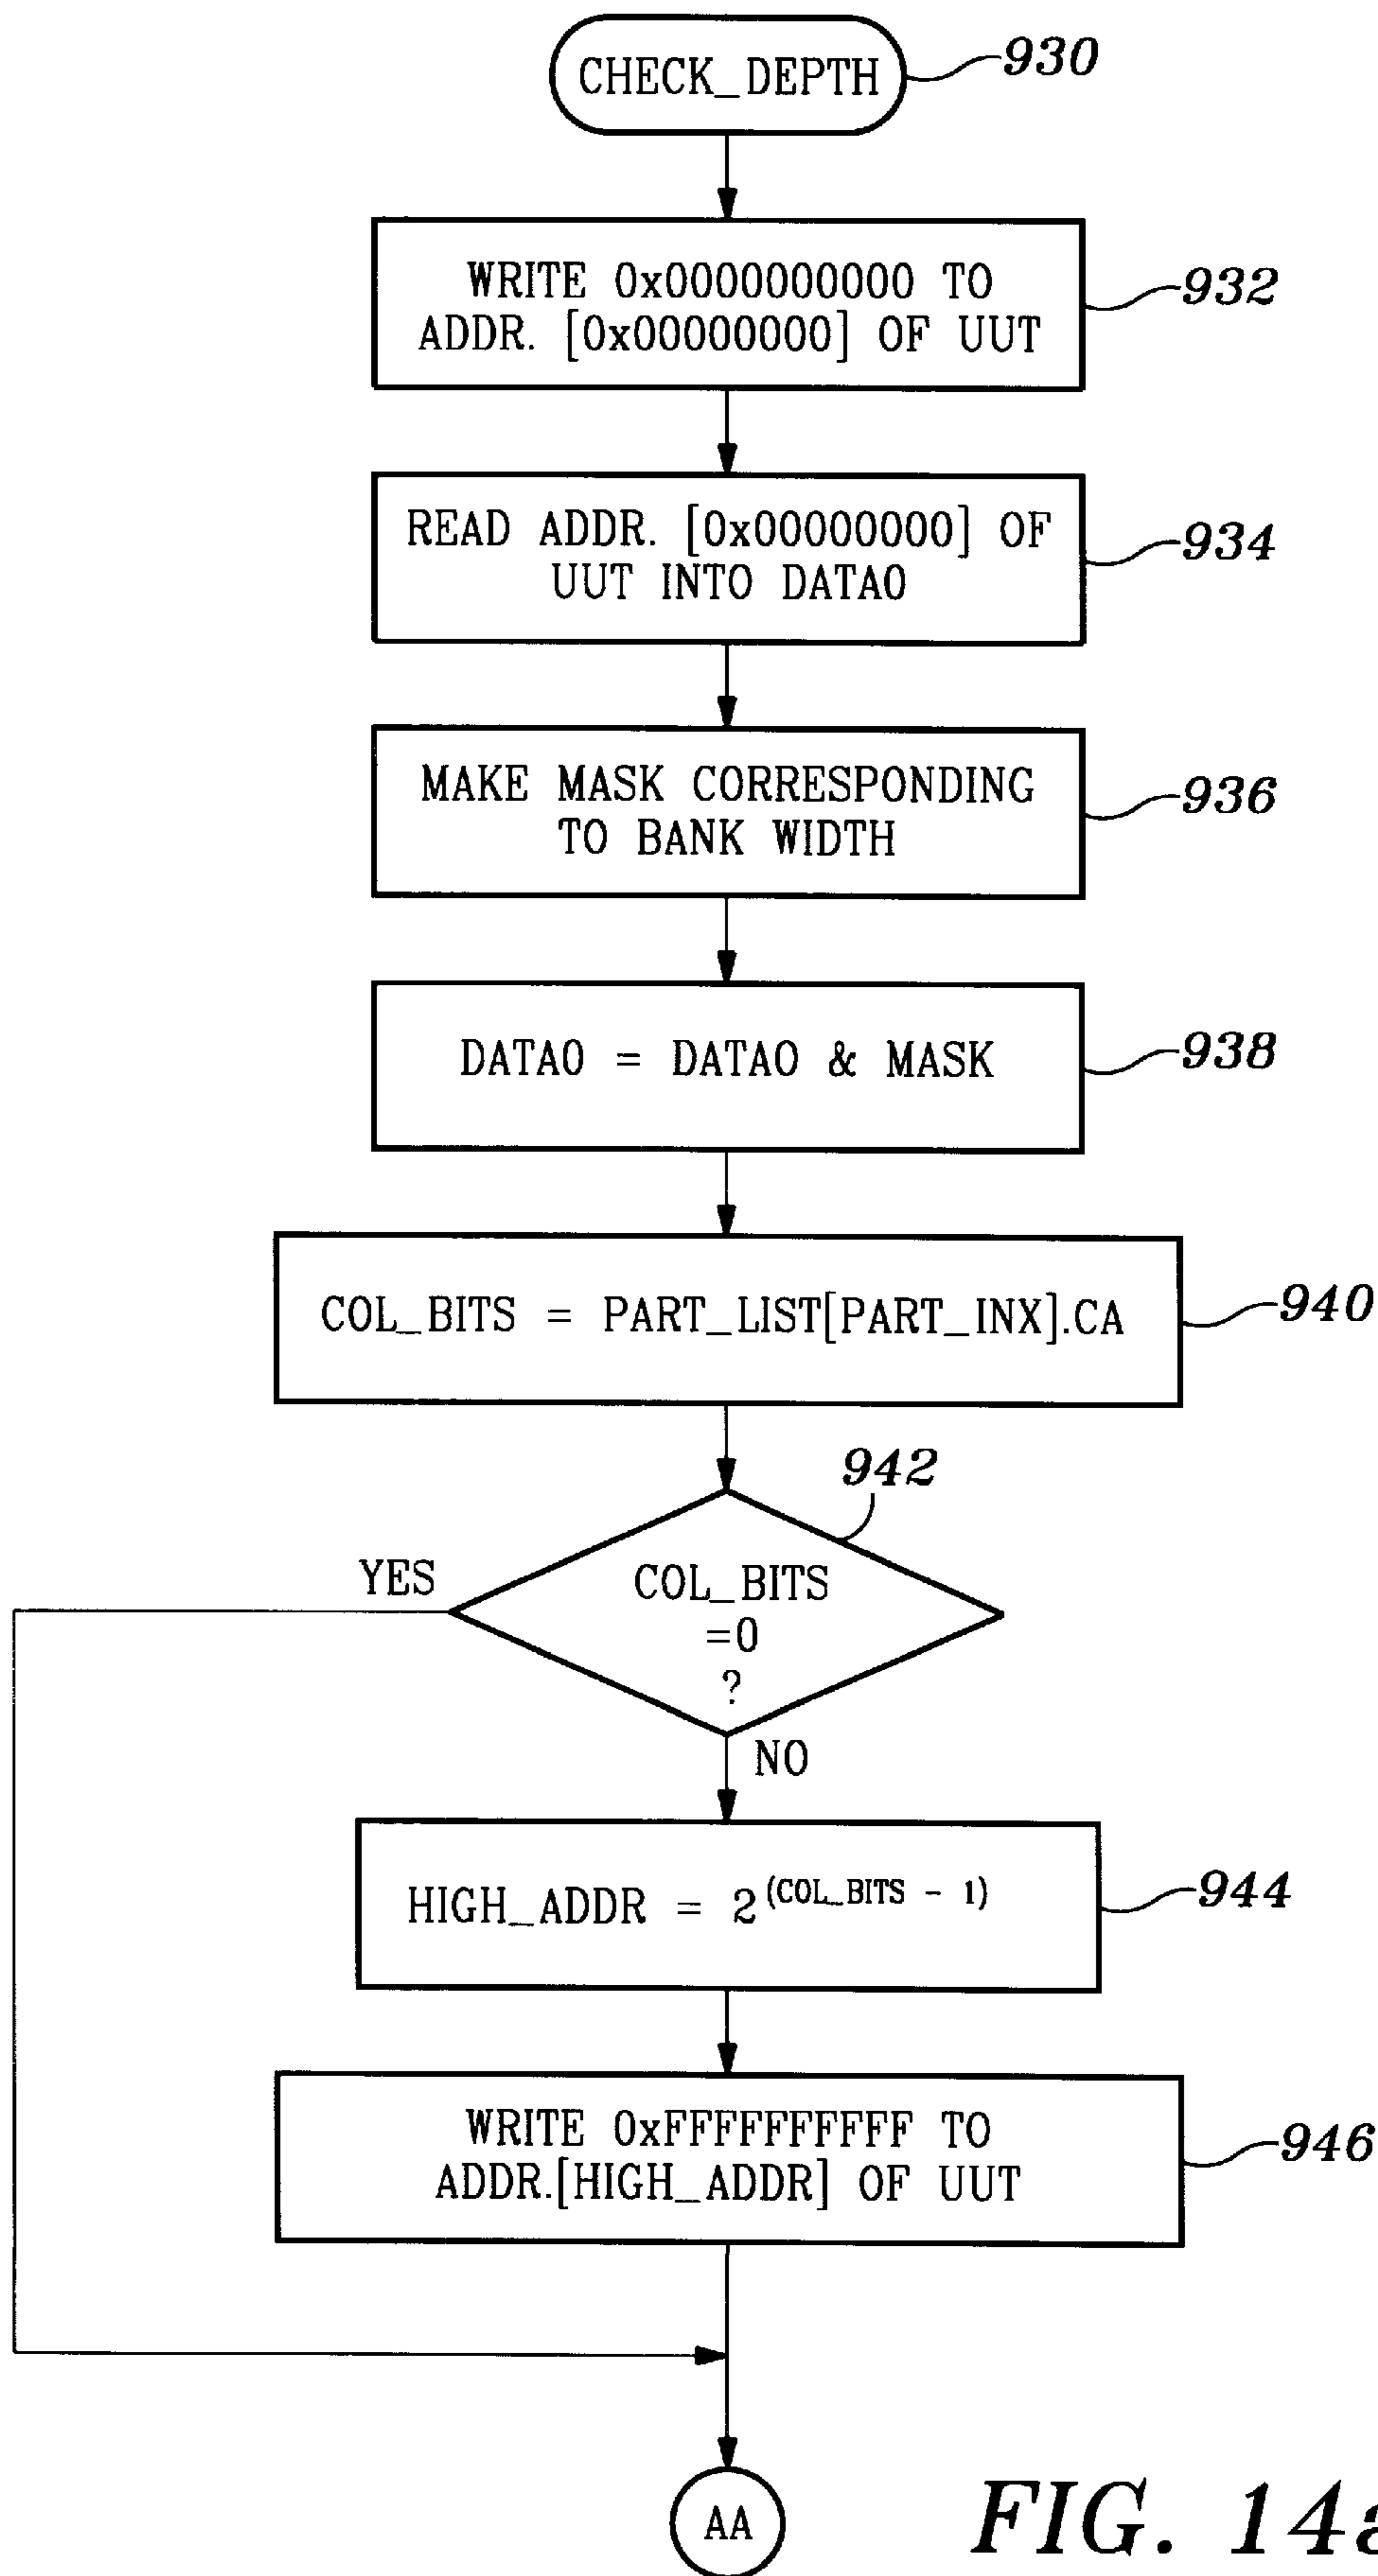 CHECK_DEPTH
930
WRITE 0x0000000000 TO
ADDR. [0x00000000] OF UUT
932
READ ADDR. [0x00000000] OF
UUT INTO DATA0
934
MAKE MASK CORRESPONDING
TO BANK WIDTH
936
DATA0 = DATA0 & MASK
938
COL_BITS = PART_LIST[PART_INX].CA
940
942
YES
COL_BITS
=0
?
NO
HIGH_ADDR = 2^(COL_BITS - 1)
944
WRITE 0xFFFFFFFFFF TO
ADDR.[HIGH_ADDR] OF UUT
946
AA
FIG. 14a